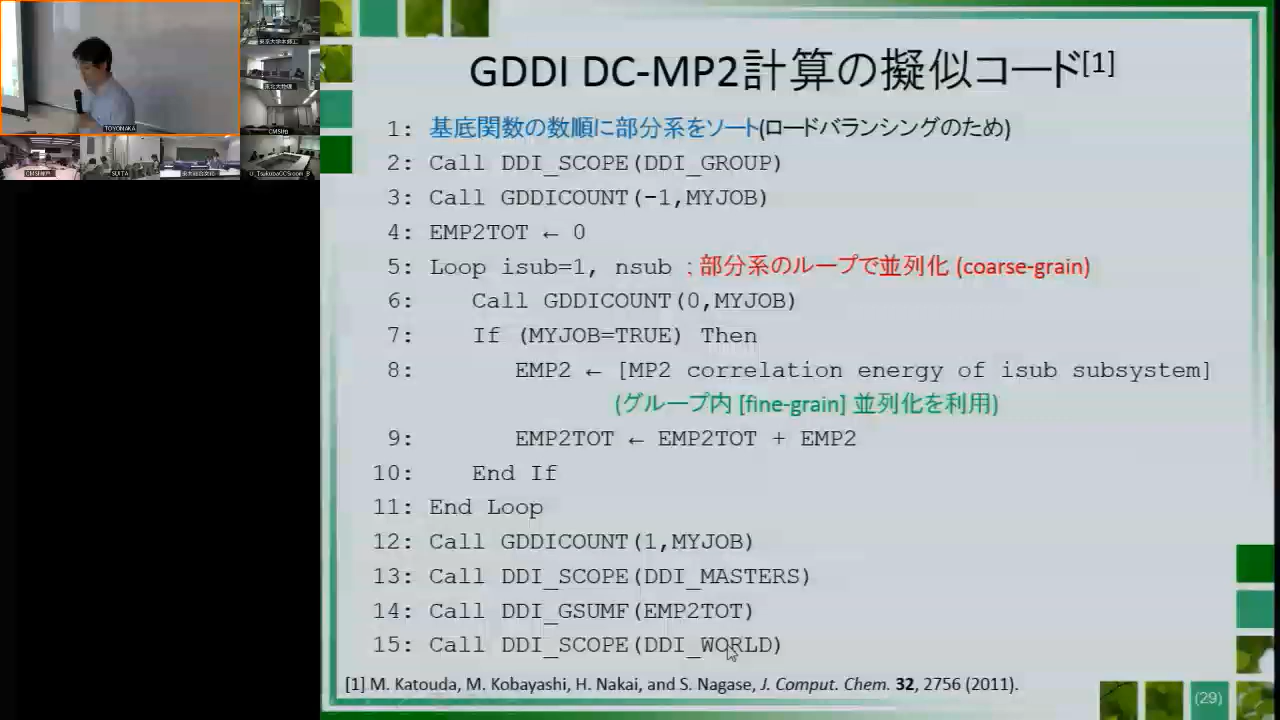 GDDI DC-MP2計算の擬似コード[1]
1: 基底関数の数順に部分系をソート(ロードバランシングのため)
2: Call DDI_SCOPE(DDI_GROUP)
3: Call GDDICOUNT(-1,MYJOB)
4: EMP2TOT ← 0
5: Loop isub=1, nsub ; 部分系のループで並列化 (coarse-grain)
6: Call GDDICOUNT(0,MYJOB)
7: If (MYJOB=TRUE) Then
8: EMP2 ← [MP2 correlation energy of isub subsystem]
(グループ内 [fine-grain] 並列化を利用)
9: EMP2TOT ← EMP2TOT + EMP2
10: End If
11: End Loop
12: Call GDDICOUNT(1,MYJOB)
13: Call DDI_SCOPE(DDI_MASTERS)
14: Call DDI_GSUMF(EMP2TOT)
15: Call DDI_SCOPE(DDI_WORLD)
[1] M. Katouda, M. Kobayashi, H. Nakai, and S. Nagase, J. Comput. Chem. 32, 2756 (2011).
(29)
TOYONAKA
SUITA